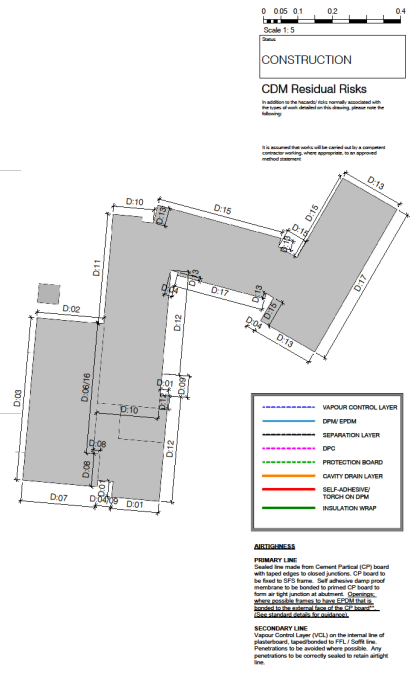 0 0.05 0.1 0.2 0.4
Scale 1: 5
Status
CONSTRUCTION
CDM Residual Risks
In addition to the hazards/ risks normally associated with
the types of work detailed on this drawing, please note the
following:
It is assumed that works will be carried out by a competent
contractor working, where appropriate, to an approved
method statement
D:10
D:13
D:15
D:15
D:13
D:15
D:13
D:11
D:04
D:13
D:17
D:13
D:15
D:17
D:04
D:13
D:02
D:12
D:03
D:06/16
D:01
D:09
D:12
D:10
D:08
D:08
D:12
D:01
D:07
D:04/09
D:01
VAPOUR CONTROL LAYER
DPM/ EPDM
SEPARATION LAYER
DPC
PROTECTION BOARD
CAVITY DRAIN LAYER
SELF-ADHESIVE/
TORCH ON DPM
INSULATION WRAP
AIRTIGHNESS
PRIMARY LINE
Sealed line made from Cement Partical (CP) board
with taped edges to closed junctions. CP board to
be fixed to SFS frame. Self adhesive damp proof
membrane to be bonded to primed CP board to
form air tight junction at abutment. Openings:
where possible frames to have EPDM that is
bonded to the external face of the CP board**.
(See standard details for guidance).
SECONDARY LINE
Vapour Control Layer (VCL) on the internal line of
plasterboard, taped/bonded to FFL / Soffit line.
Penetrations to be avoided where possible. Any
penetrations to be correctly sealed to retain airtight
line.